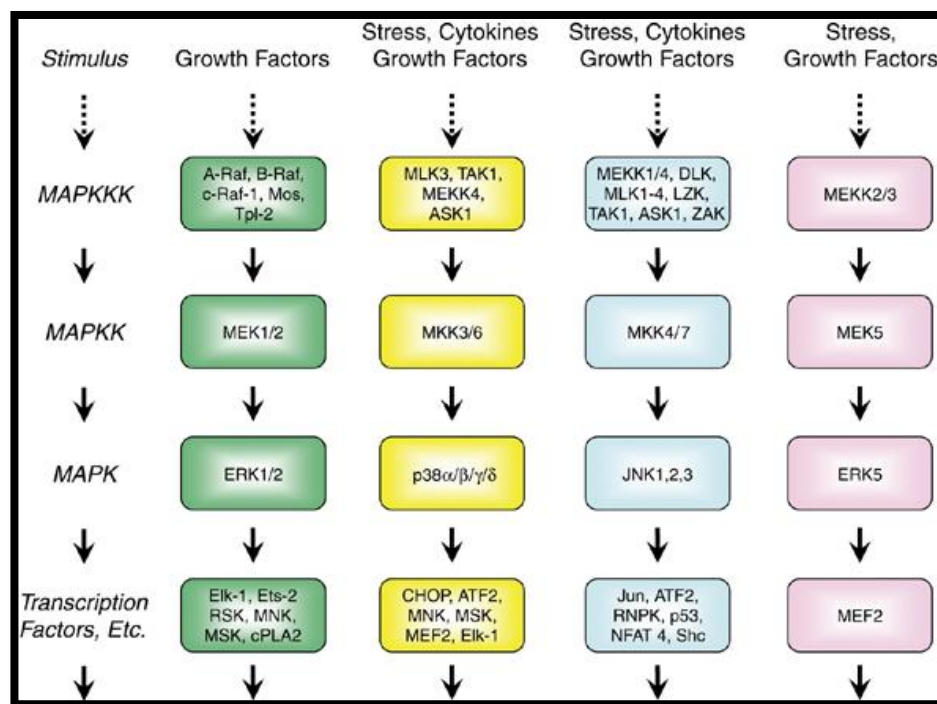 Stimulus
Growth Factors
Stress, Cytokines
Growth Factors
Stress, Cytokines
Growth Factors
Stress,
Growth Factors
MAPKKK
A-Raf, B-Raf,
c-Raf-1, Mos,
Tpl-2
MLK3, TAK1,
MEKK4,
ASK1
MEKK1/4, DLK,
MLK1-4, LZK,
TAK1, ASK1, ZAK
MEKK2/3
MAPKK
MEK1/2
MKK3/6
MKK4/7
MEK5
MAPK
ERK1/2
p38α/β/γ/δ
JNK1,2,3
ERK5
Transcription
Factors, Etc.
Elk-1, Ets-2
RSK, MNK,
MSK, cPLA2
CHOP, ATF2,
MNK, MSK,
MEF2, Elk-1
Jun, ATF2,
RNPK, p53,
NFAT 4, Shc
MEF2